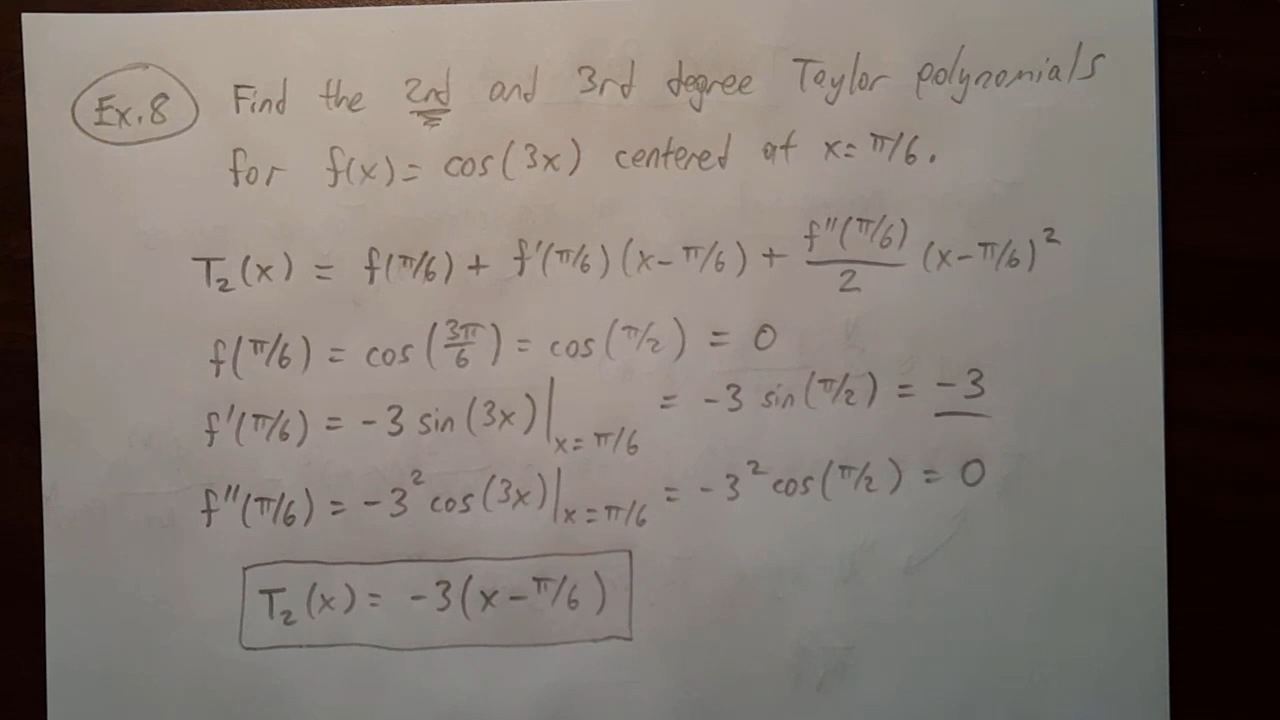 Ex. 8 Find the 2nd and 3rd degree Taylor polynomials
for f(x) = cos(3x) centered at x = π/6.
T₂(x) = f(π/6) + f'(π/6)(x-π/6) + f''(π/6)/2 (x-π/6)²
f(π/6) = cos(3π/6) = cos(π/2) = 0
f'(π/6) = -3 sin(3x)|ₓ₌π/6 = -3 sin(π/2) = -3
f''(π/6) = -3² cos(3x)|ₓ₌π/6 = -3² cos(π/2) = 0
T₂(x) = -3(x-π/6)